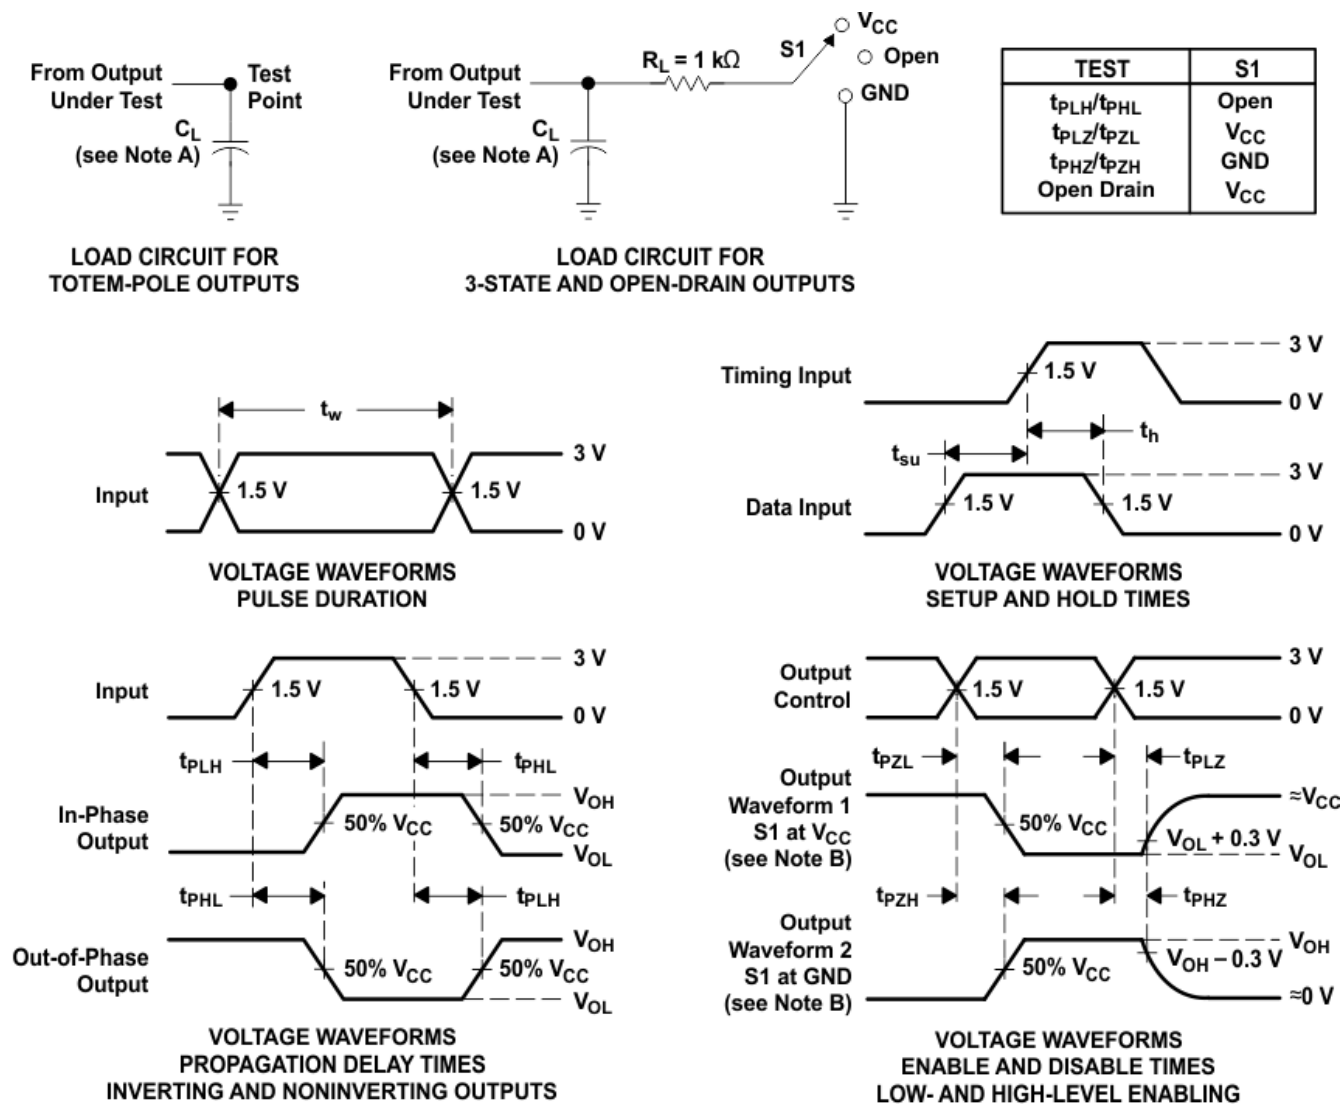 From Output
Under Test
Test
Point
CL
(see Note A)
LOAD CIRCUIT FOR
TOTEM-POLE OUTPUTS
From Output
Under Test
RL = 1 kΩ
S1
VCC
Open
GND
CL
(see Note A)
LOAD CIRCUIT FOR
3-STATE AND OPEN-DRAIN OUTPUTS
TEST S1
tPLH/tPHL Open
tPLZ/tPZL VCC
tPHZ/tPZH GND
Open Drain VCC
tw
Input
1.5 V
1.5 V
3 V
0 V
VOLTAGE WAVEFORMS
PULSE DURATION
Timing Input
1.5 V
3 V
0 V
tsu
th
Data Input
1.5 V
1.5 V
3 V
0 V
VOLTAGE WAVEFORMS
SETUP AND HOLD TIMES
Input
1.5 V
1.5 V
3 V
0 V
tPLH
tPHL
In-Phase
Output
50% VCC
50% VCC
VOH
VOL
tPHL
tPLH
Out-of-Phase
Output
50% VCC
50% VCC
VOH
VOL
VOLTAGE WAVEFORMS
PROPAGATION DELAY TIMES
INVERTING AND NONINVERTING OUTPUTS
Output
Control
1.5 V
1.5 V
3 V
0 V
tPZL
tPLZ
Output
Waveform 1
S1 at VCC
(see Note B)
50% VCC
VOL + 0.3 V
≈VCC
VOL
tPZH
tPHZ
Output
Waveform 2
S1 at GND
(see Note B)
50% VCC
VOH – 0.3 V
VOH
≈0 V
VOLTAGE WAVEFORMS
ENABLE AND DISABLE TIMES
LOW- AND HIGH-LEVEL ENABLING